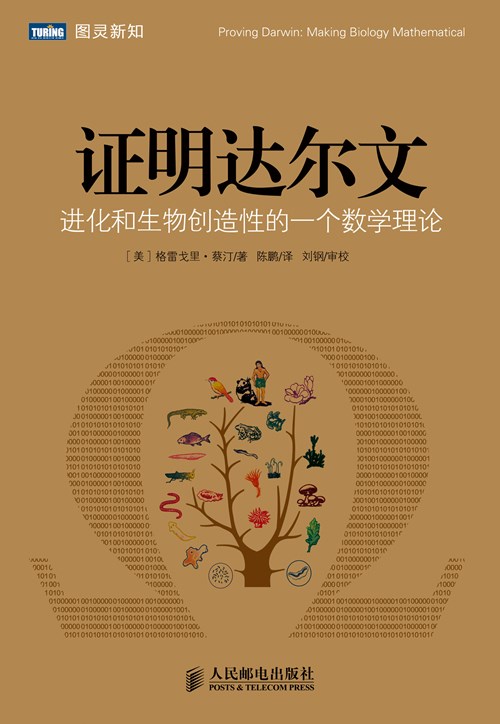 TURING 图灵新知
Proving Darwin: Making Biology Mathematical
证明达尔文
进化和生物创造性的一个数学理论
[美] 格雷戈里·蔡汀/著 陈鹏/译 刘钢/审校
人民邮电出版社
POSTS & TELECOM PRESS